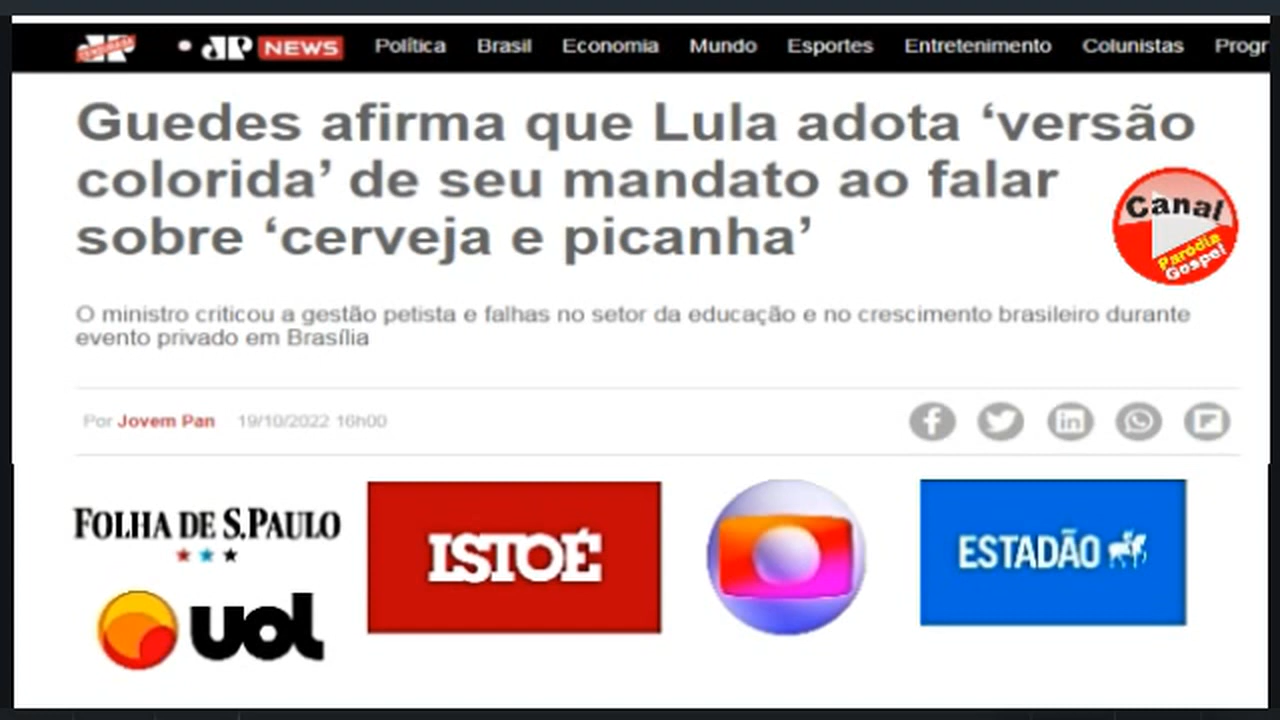 CENSURADA
JP NEWS Política Brasil Economia Mundo Esportes Entretenimento Colunistas Progr
Guedes afirma que Lula adota ‘versão
colorida’ de seu mandato ao falar
sobre ‘cerveja e picanha’
Canal
Paródia
Gospel
O ministro criticou a gestão petista e falhas no setor da educação e no crescimento brasileiro durante
evento privado em Brasília
Por Jovem Pan 19/10/2022 16h00
FOLHA DE S.PAULO
ISTOÉ
ESTADÃO
uol